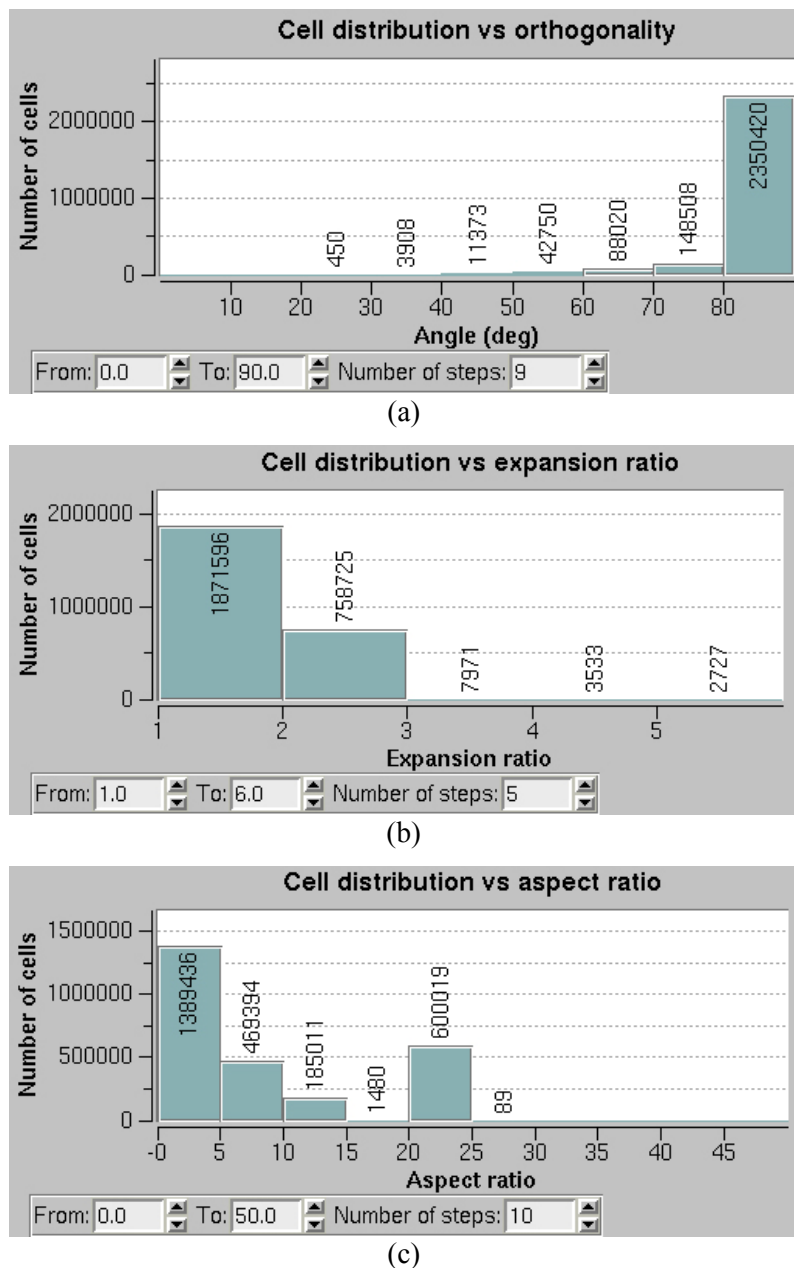 Cell distribution vs orthogonality
Number of cells
2000000
1000000
0
450
3908
11373
42750
88020
148508
2350420
10 20 30 40 50 60 70 80
Angle (deg)
From: 0.0 To: 90.0 Number of steps: 9
(a)
Cell distribution vs expansion ratio
Number of cells
2000000
1000000
0
1871596
758725
7971
3533
2727
1 2 3 4 5
Expansion ratio
From: 1.0 To: 6.0 Number of steps: 5
(b)
Cell distribution vs aspect ratio
Number of cells
1500000
1000000
500000
0
1389436
469394
185011
1480
600019
89
-0 5 10 15 20 25 30 35 40 45
Aspect ratio
From: 0.0 To: 50.0 Number of steps: 10
(c)